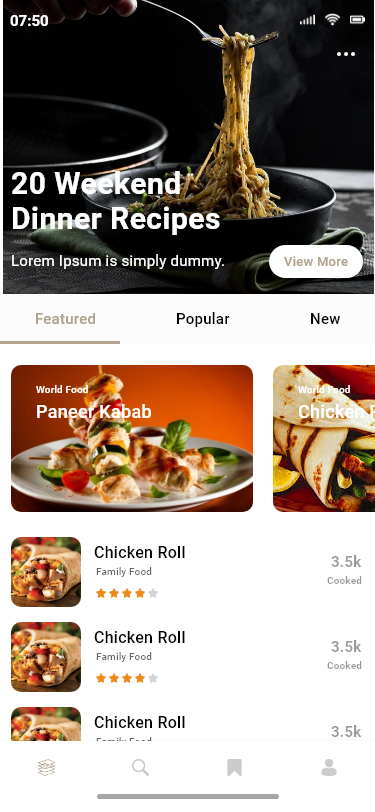 07:50
20 Weekend
Dinner Recipes
Lorem Ipsum is simply dummy.
View More
Featured
Popular
New
World Food
Paneer Kabab
World Food
Chicken
Chicken Roll
Family Food
3.5k
Cooked
Chicken Roll
Family Food
3.5k
Cooked
Chicken Roll
Family Food
3.5k